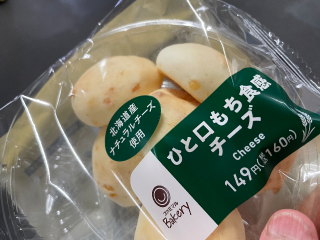 北海道産
ナチュラルチーズ
使用
ひと口もち食感
チーズ
Cheese
149円(税込160円)
ファミマル
Bakery